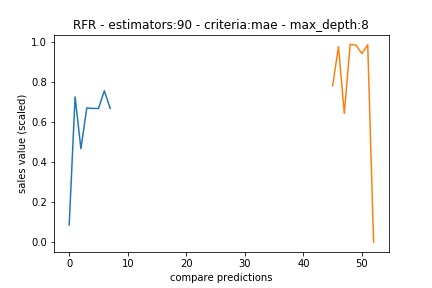 RFR - estimators:90 - criteria:mae - max_depth:8
1.0
0.8
0.6
0.4
0.2
0.0
sales value (scaled)
0 10 20 30 40 50
compare predictions